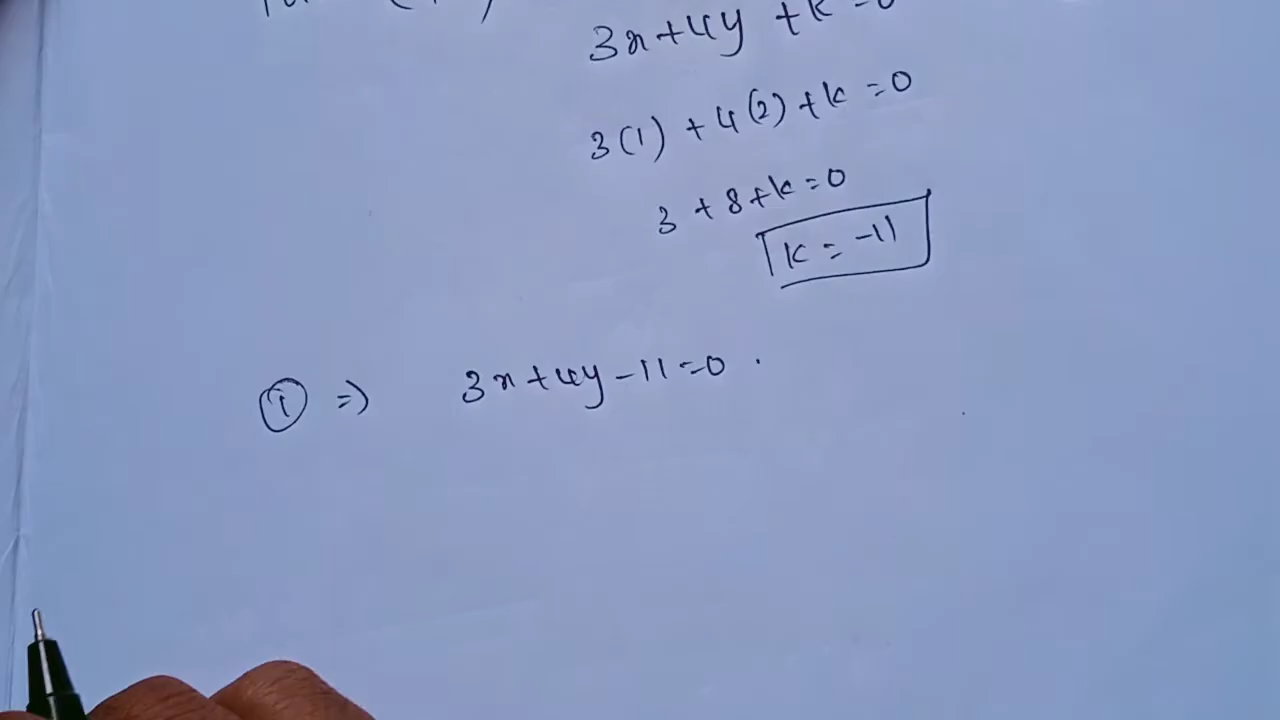 3x+4y +k=0
3(1) + 4(2) + k = 0
3 + 8 + k = 0
k = -11
① => 3x+4y-11=0.